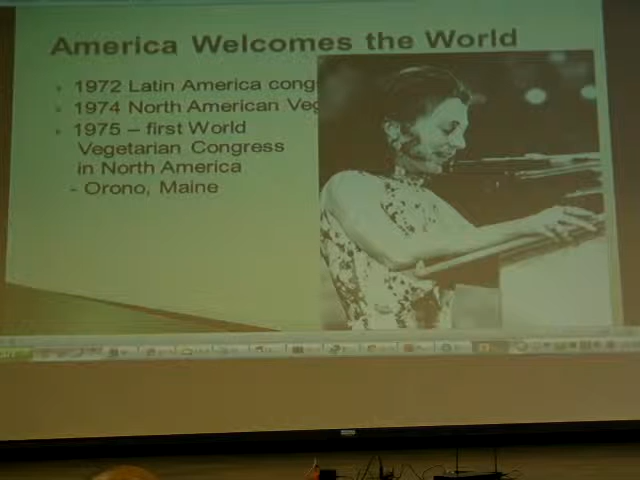 America Welcomes the World
1972 Latin America cong
1974 North American Veg
1975 – first World
Vegetarian Congress
in North America
- Orono, Maine